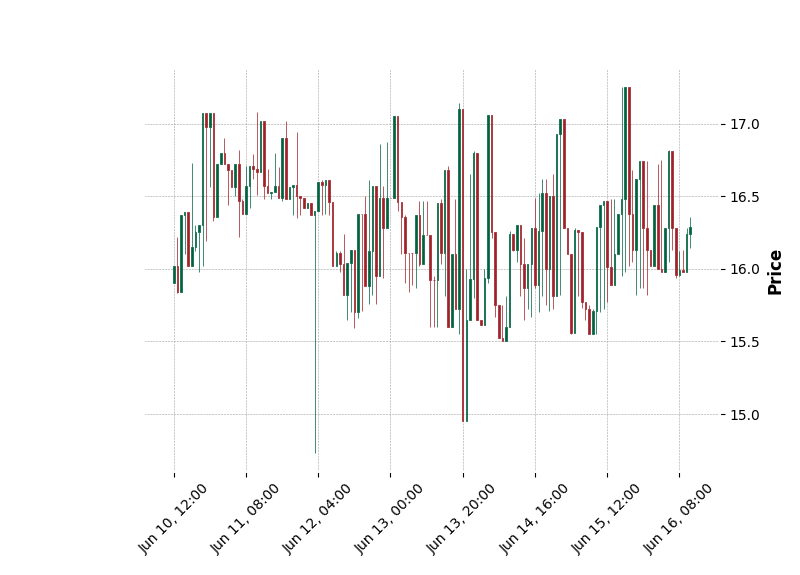 17.0
16.5
16.0
15.5
15.0
Price
Jun 10, 12:00
Jun 11, 08:00
Jun 12, 04:00
Jun 13, 00:00
Jun 13, 20:00
Jun 14, 16:00
Jun 15, 12:00
Jun 16, 08:00